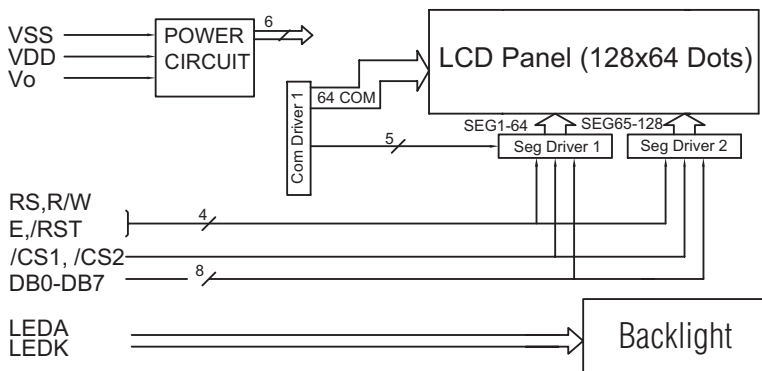 VSS
VDD
Vo
POWER
CIRCUIT
6
LCD Panel (128x64 Dots)
64 COM
Com Driver 1
SEG1-64
SEG65-128
5
Seg Driver 1
Seg Driver 2
RS,R/W
E,/RST
4
/CS1, /CS2
DB0-DB7
8
LEDA
LEDK
Backlight